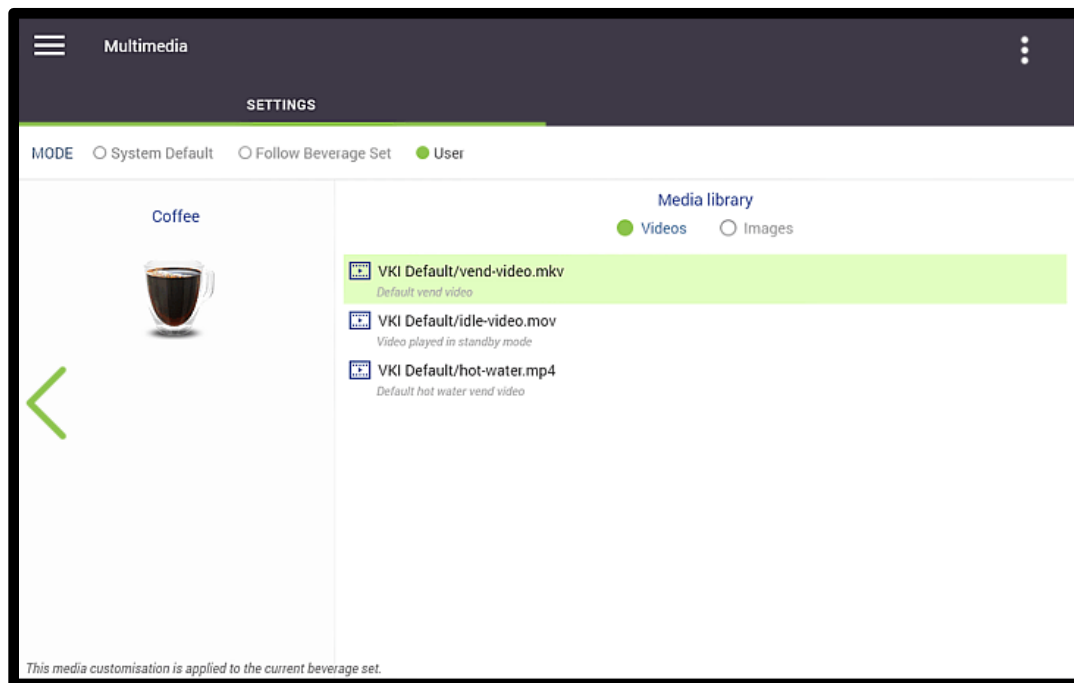 Multimedia
SETTINGS
MODE System Default Follow Beverage Set User
Coffee
Media library
Videos Images
VKI Default/vend-video.mkv
Default vend video
VKI Default/idle-video.mov
Video played in standby mode
VKI Default/hot-water.mp4
Default hot water vend video
This media customisation is applied to the current beverage set.